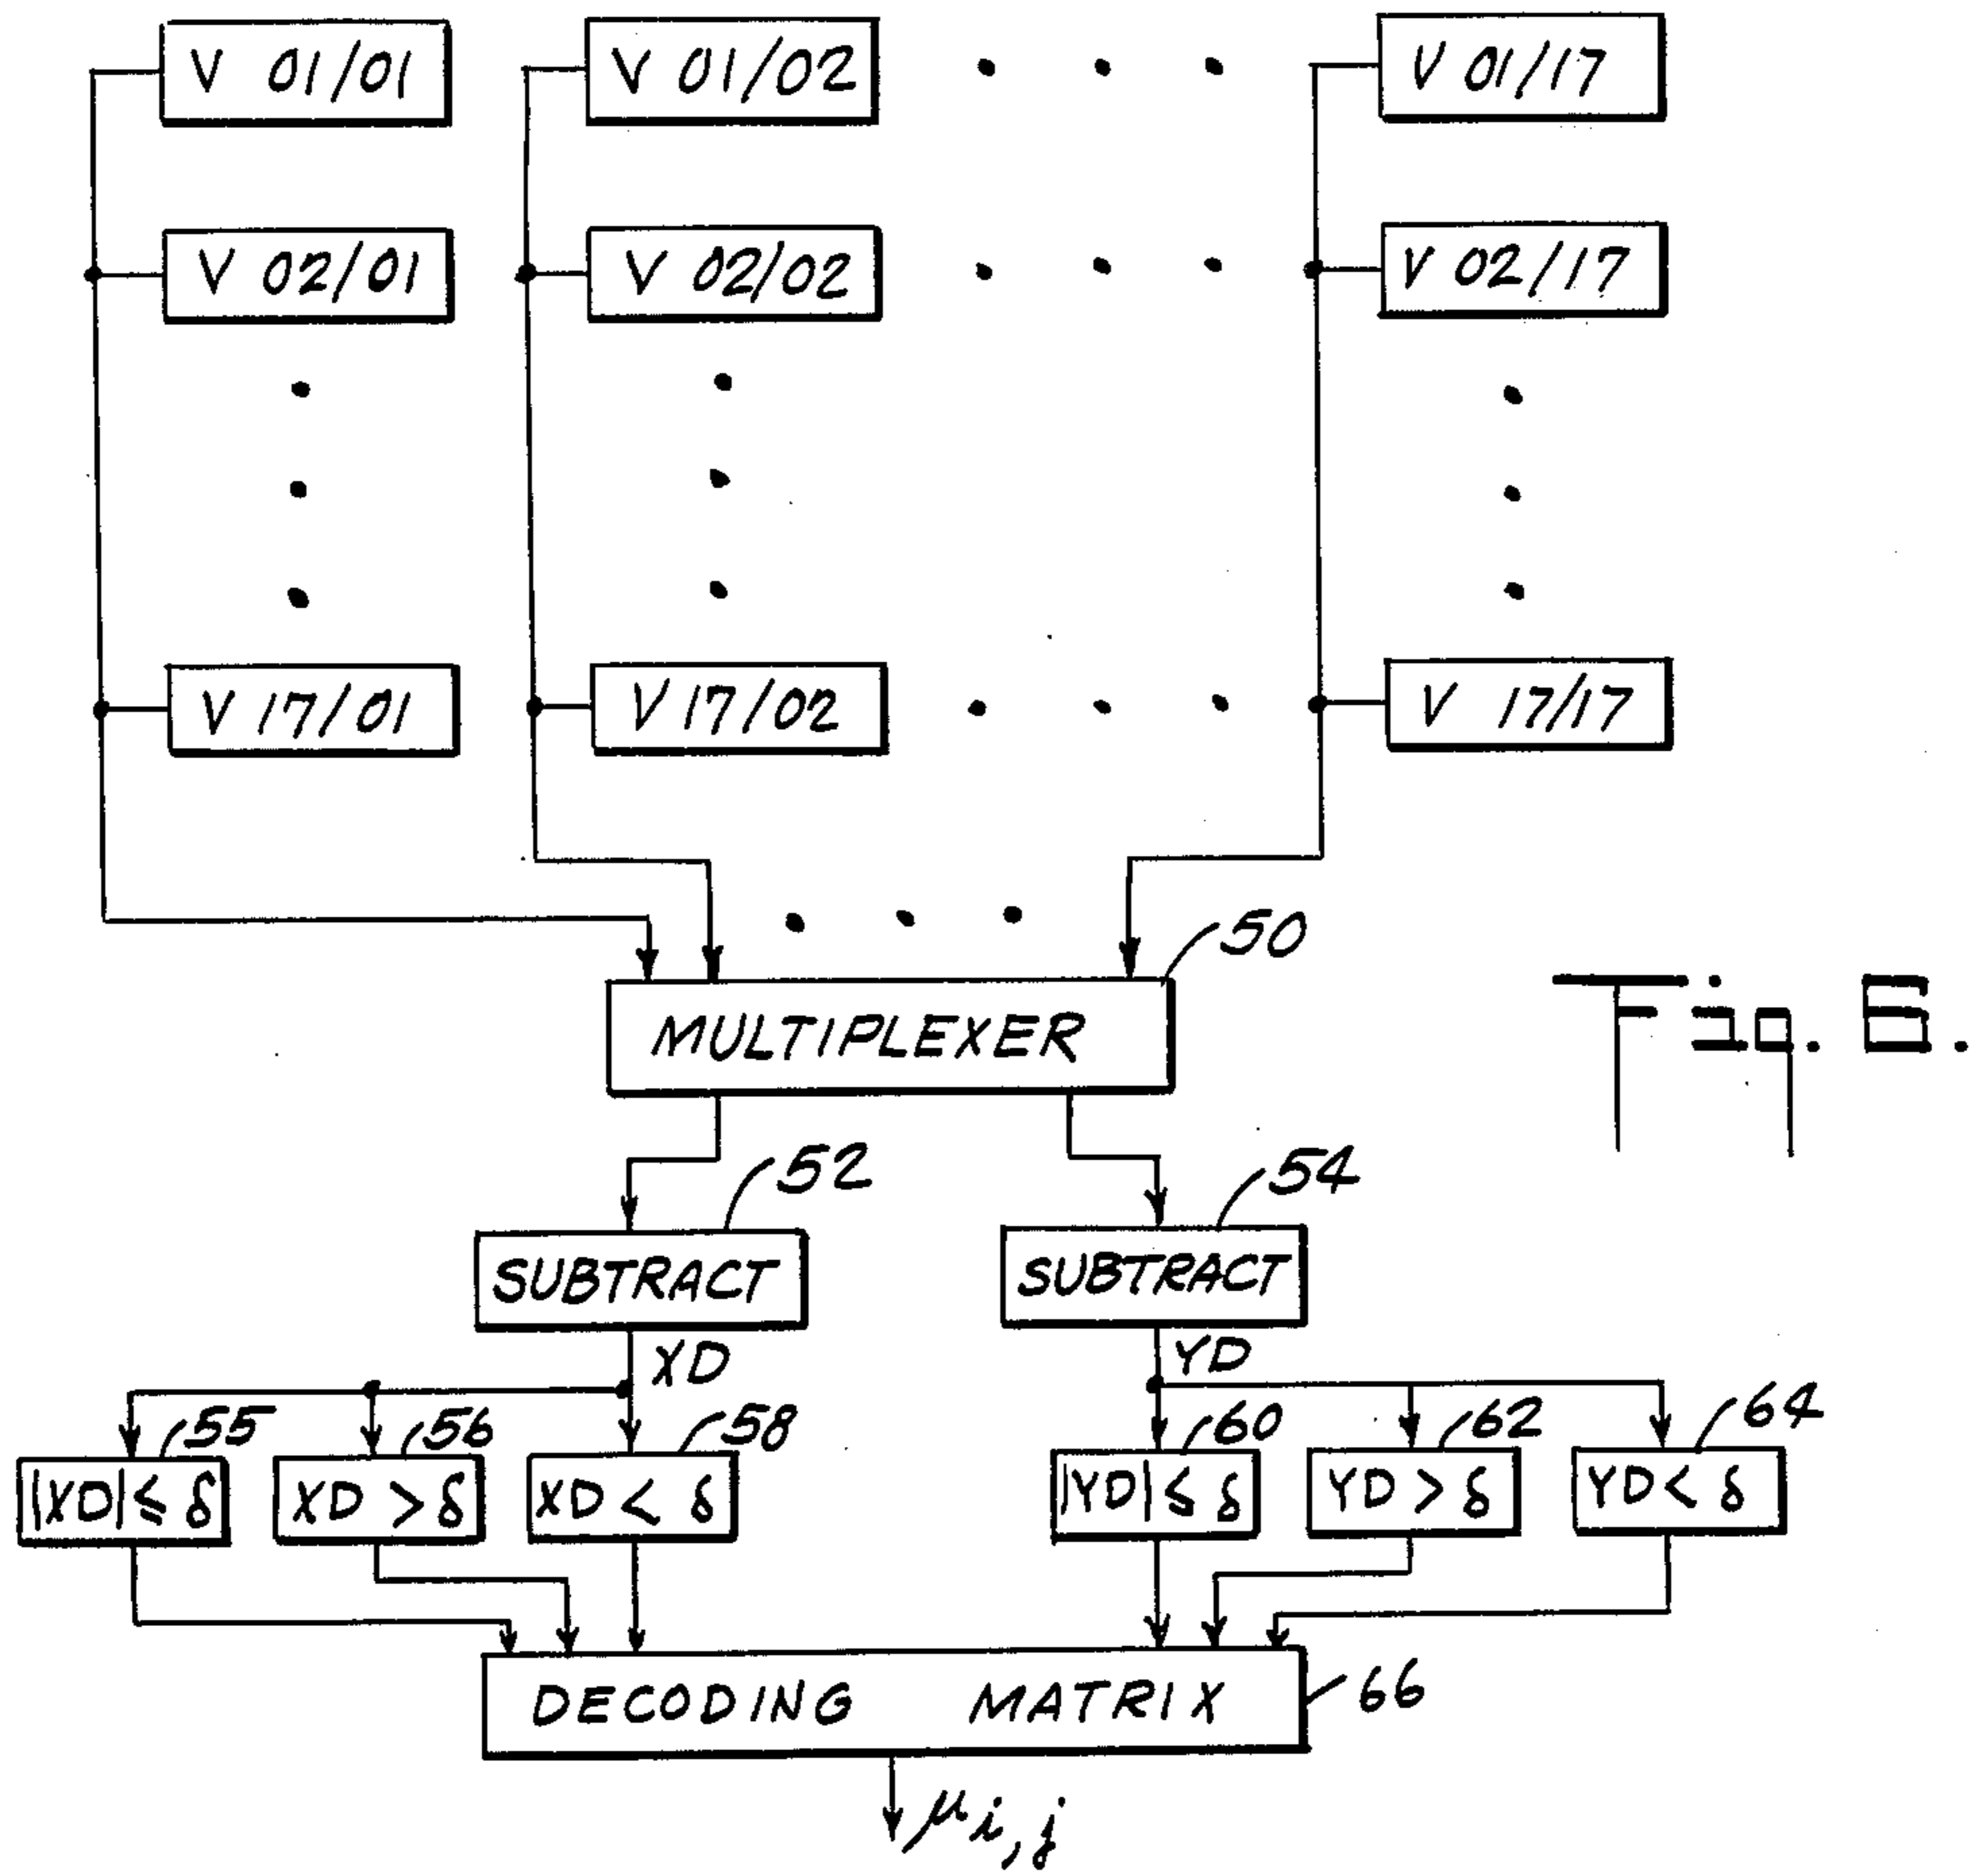 V 01/01
V 01/02
V 01/17
V 02/01
V 02/02
V 02/17
V 17/01
V 17/02
V 17/17
50
MULTIPLEXER
Fig. 6.
52
54
SUBTRACT
SUBTRACT
XD
YD
55
56
58
60
62
64
|XD| ≤ δ
XD > δ
XD < δ
|YD| ≤ δ
YD > δ
YD < δ
DECODING MATRIX
66
μi,j